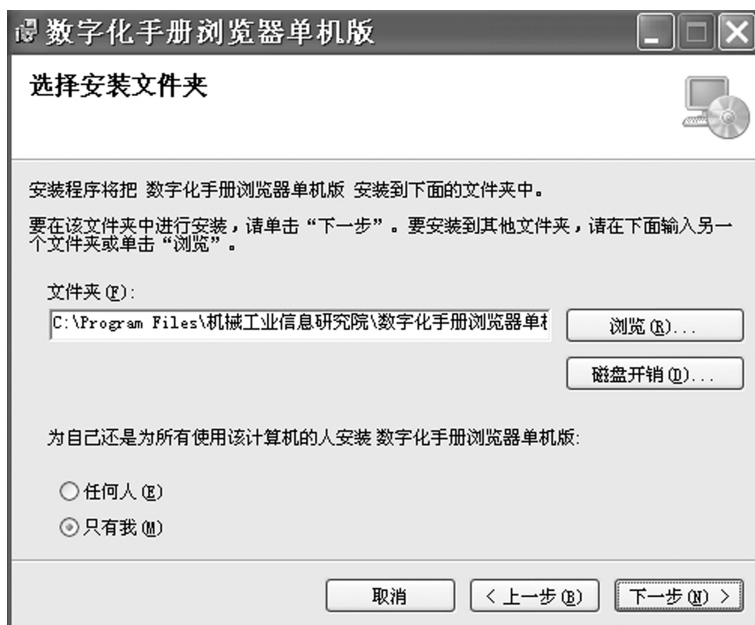 数字化手册浏览器单机版
选择安装文件夹
安装程序将把 数字化手册浏览器单机版 安装到下面的文件夹中。
要在该文件夹中进行安装，请单击“下一步”。要安装到其他文件夹，请在下面输入另一
个文件夹或单击“浏览”。
文件夹(F):
C:\Program Files\机械工业信息研究院\数字化手册浏览器单机
浏览(R)...
磁盘开销(D)...
为自己还是为所有使用该计算机的人安装 数字化手册浏览器单机版:
任何人(E)
只有我(M)
取消
< 上一步(B)
下一步(N) >